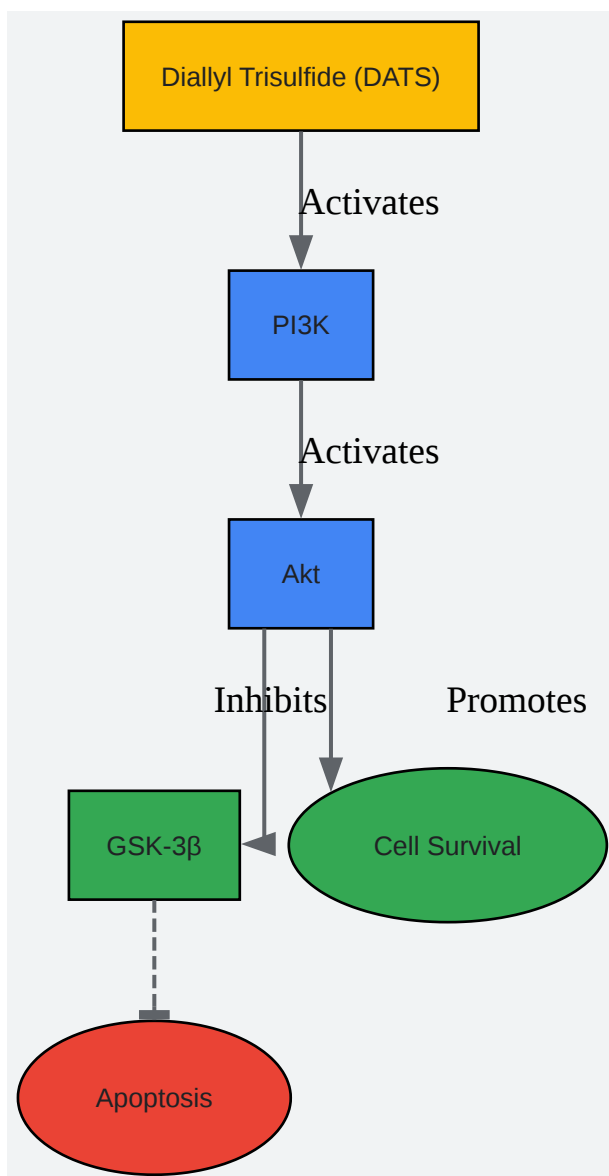 Diallyl Trisulfide (DATS)
Activates
PI3K
Activates
Akt
Inhibits
Promotes
GSK-3β
Cell Survival
Apoptosis